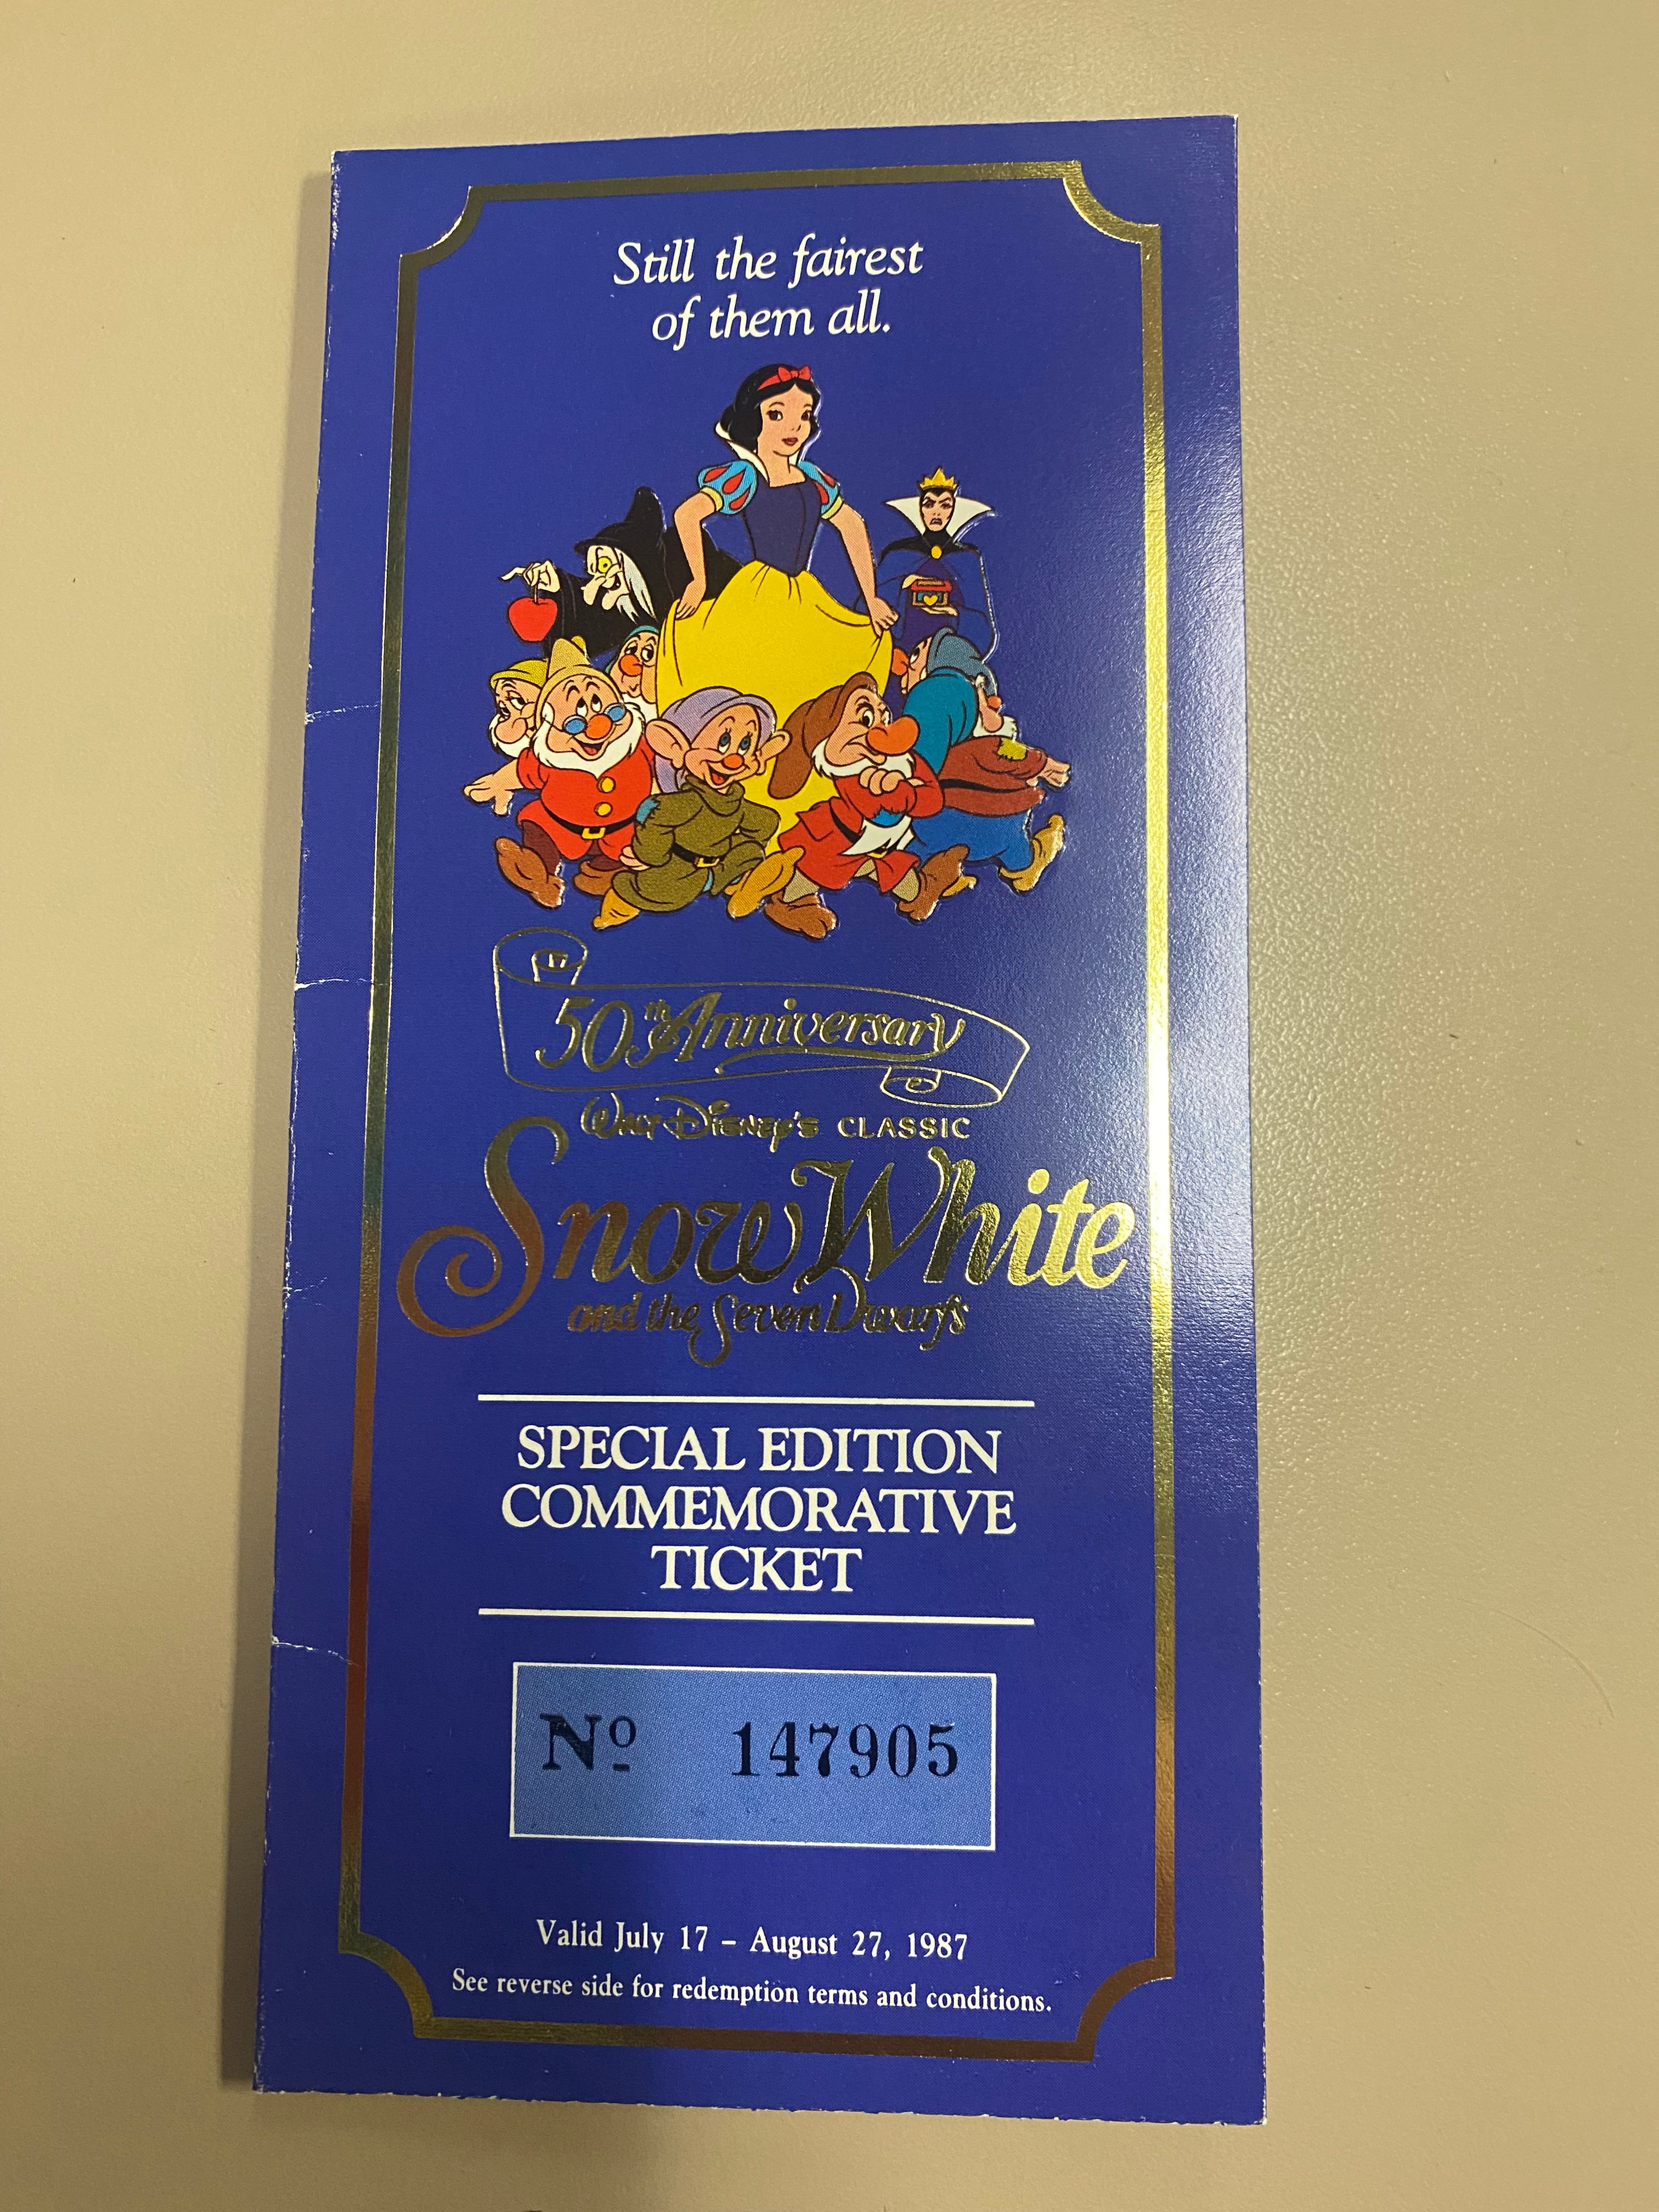 Still the fairest
of them all.
50th Anniversary
Walt Disney's CLASSIC
Snow White
and the Seven Dwarfs
SPECIAL EDITION
COMMEMORATIVE
TICKET
Nº 147905
Valid July 17 – August 27, 1987
See reverse side for redemption terms and conditions.